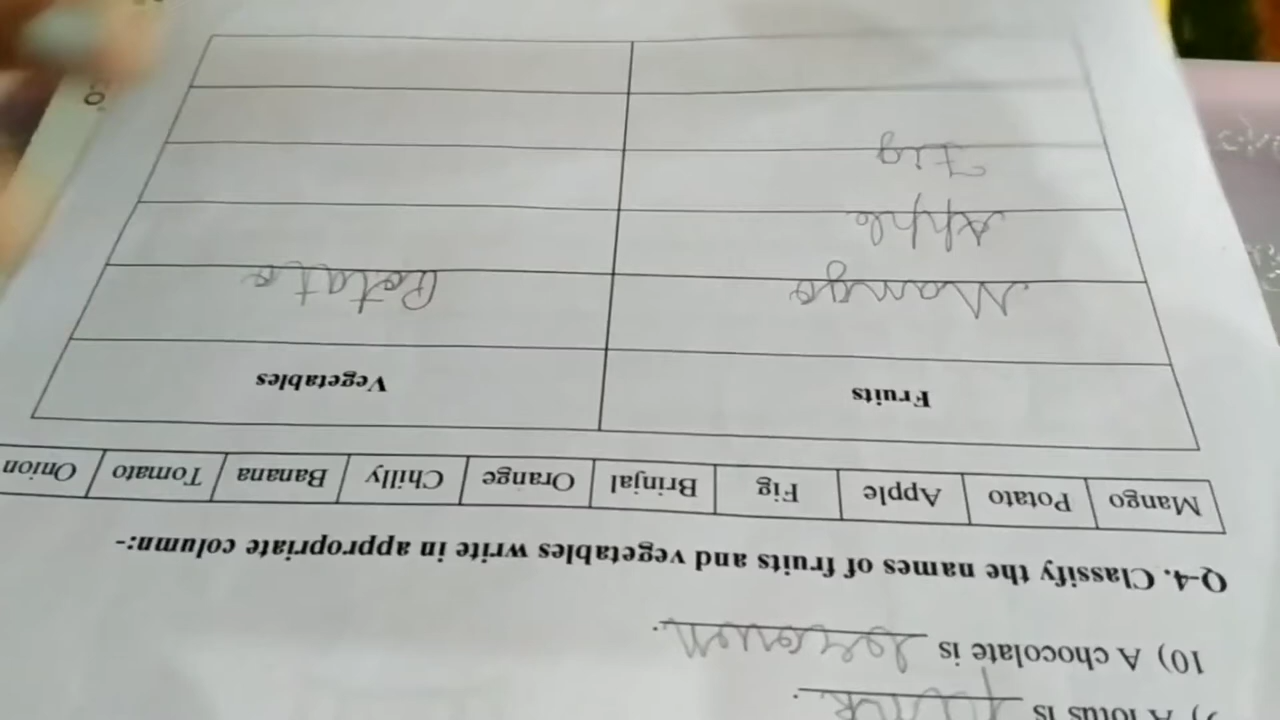 A lotus is pink.
10) A chocolate is
Q-4. Classify the names of fruits and vegetables write in appropriate column:-
Mango Potato Apple Fig Brinjal Orange Chilly Banana Tomato Onion
Fruits Vegetables
Mango Potato
Apple
Fig